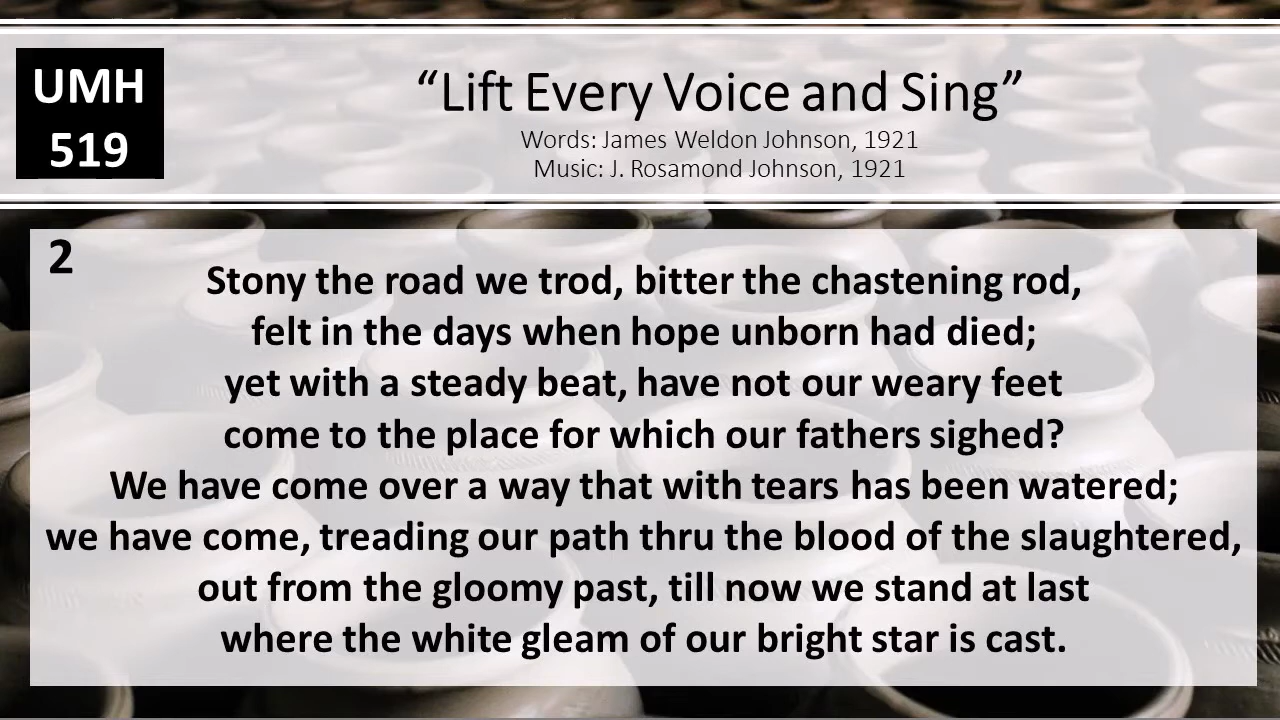 UMH
519
“Lift Every Voice and Sing”
Words: James Weldon Johnson, 1921
Music: J. Rosamond Johnson, 1921
2
Stony the road we trod, bitter the chastening rod,
felt in the days when hope unborn had died;
yet with a steady beat, have not our weary feet
come to the place for which our fathers sighed?
We have come over a way that with tears has been watered;
we have come, treading our path thru the blood of the slaughtered,
out from the gloomy past, till now we stand at last
where the white gleam of our bright star is cast.